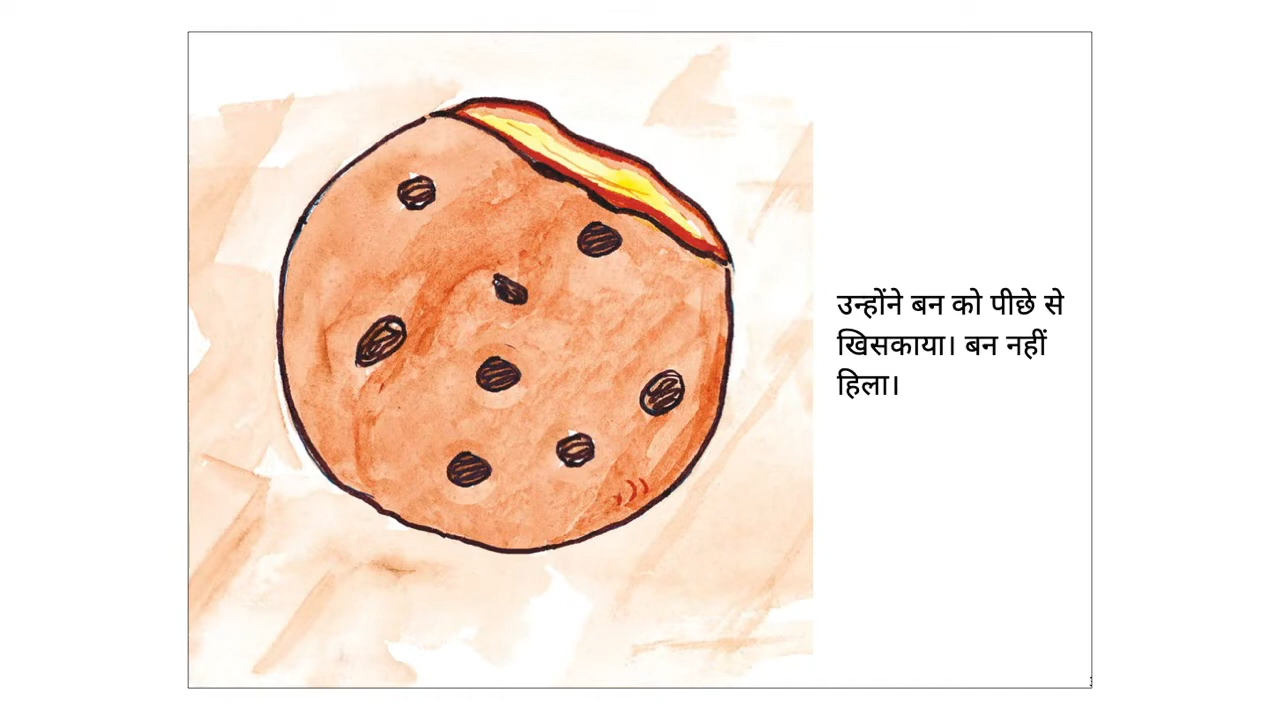 उन्होंने बन को पीछे से
खिसकाया। बन नहीं
हिला।